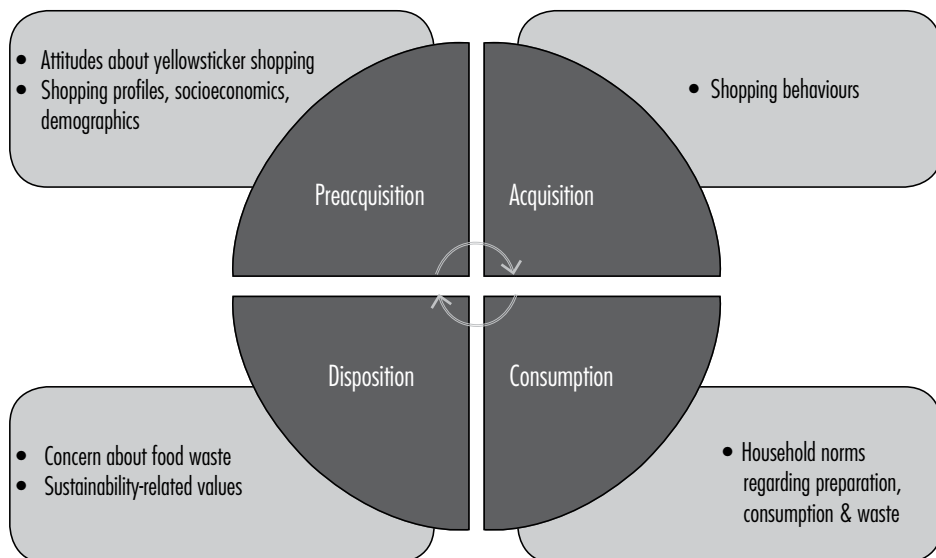 • Attitudes about yellowsticker shopping
• Shopping profiles, socioeconomics,
demographics
• Shopping behaviours
Preacquisition
Acquisition
Disposition
Consumption
• Concern about food waste
• Sustainability-related values
• Household norms
regarding preparation,
consumption & waste